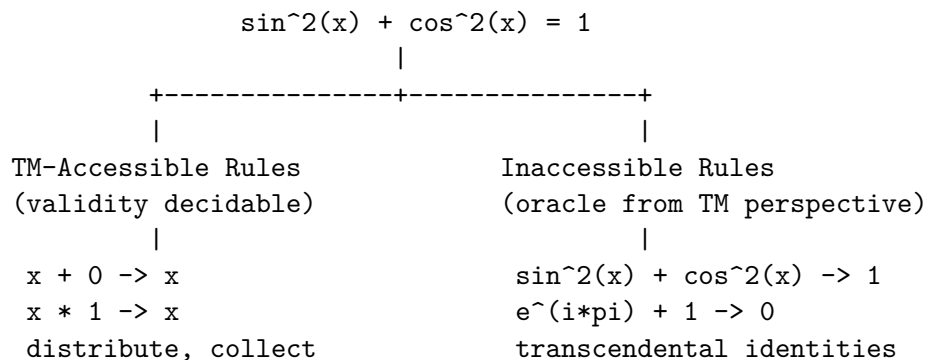 sin^2(x) + cos^2(x) = 1
|
+---------------+---------------+
| |
TM-Accessible Rules Inaccessible Rules
(validity decidable) (oracle from TM perspective)
| |
x + 0 -> x sin^2(x) + cos^2(x) -> 1
x * 1 -> x e^(i*pi) + 1 -> 0
distribute, collect transcendental identities